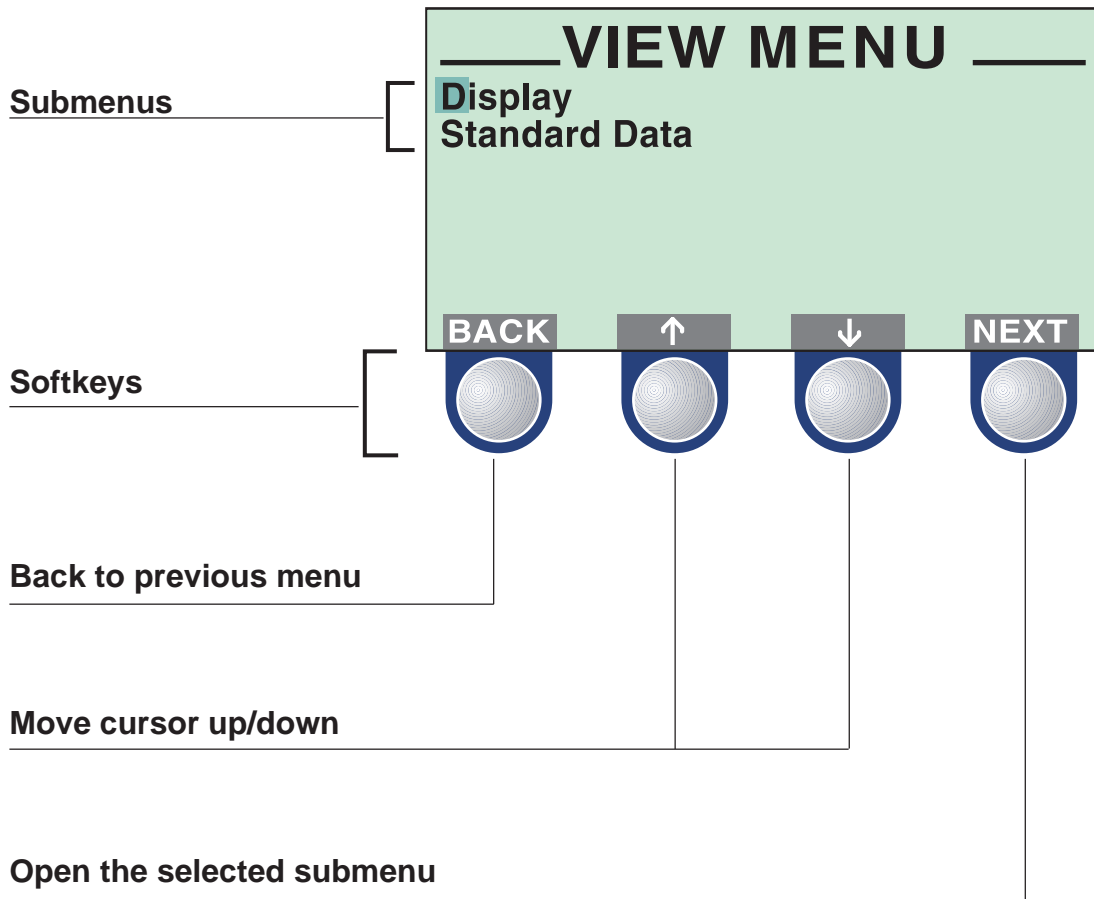 VIEW MENU
Submenus
Display
Standard Data
BACK ↑ ↓ NEXT
Softkeys
Back to previous menu
Move cursor up/down
Open the selected submenu